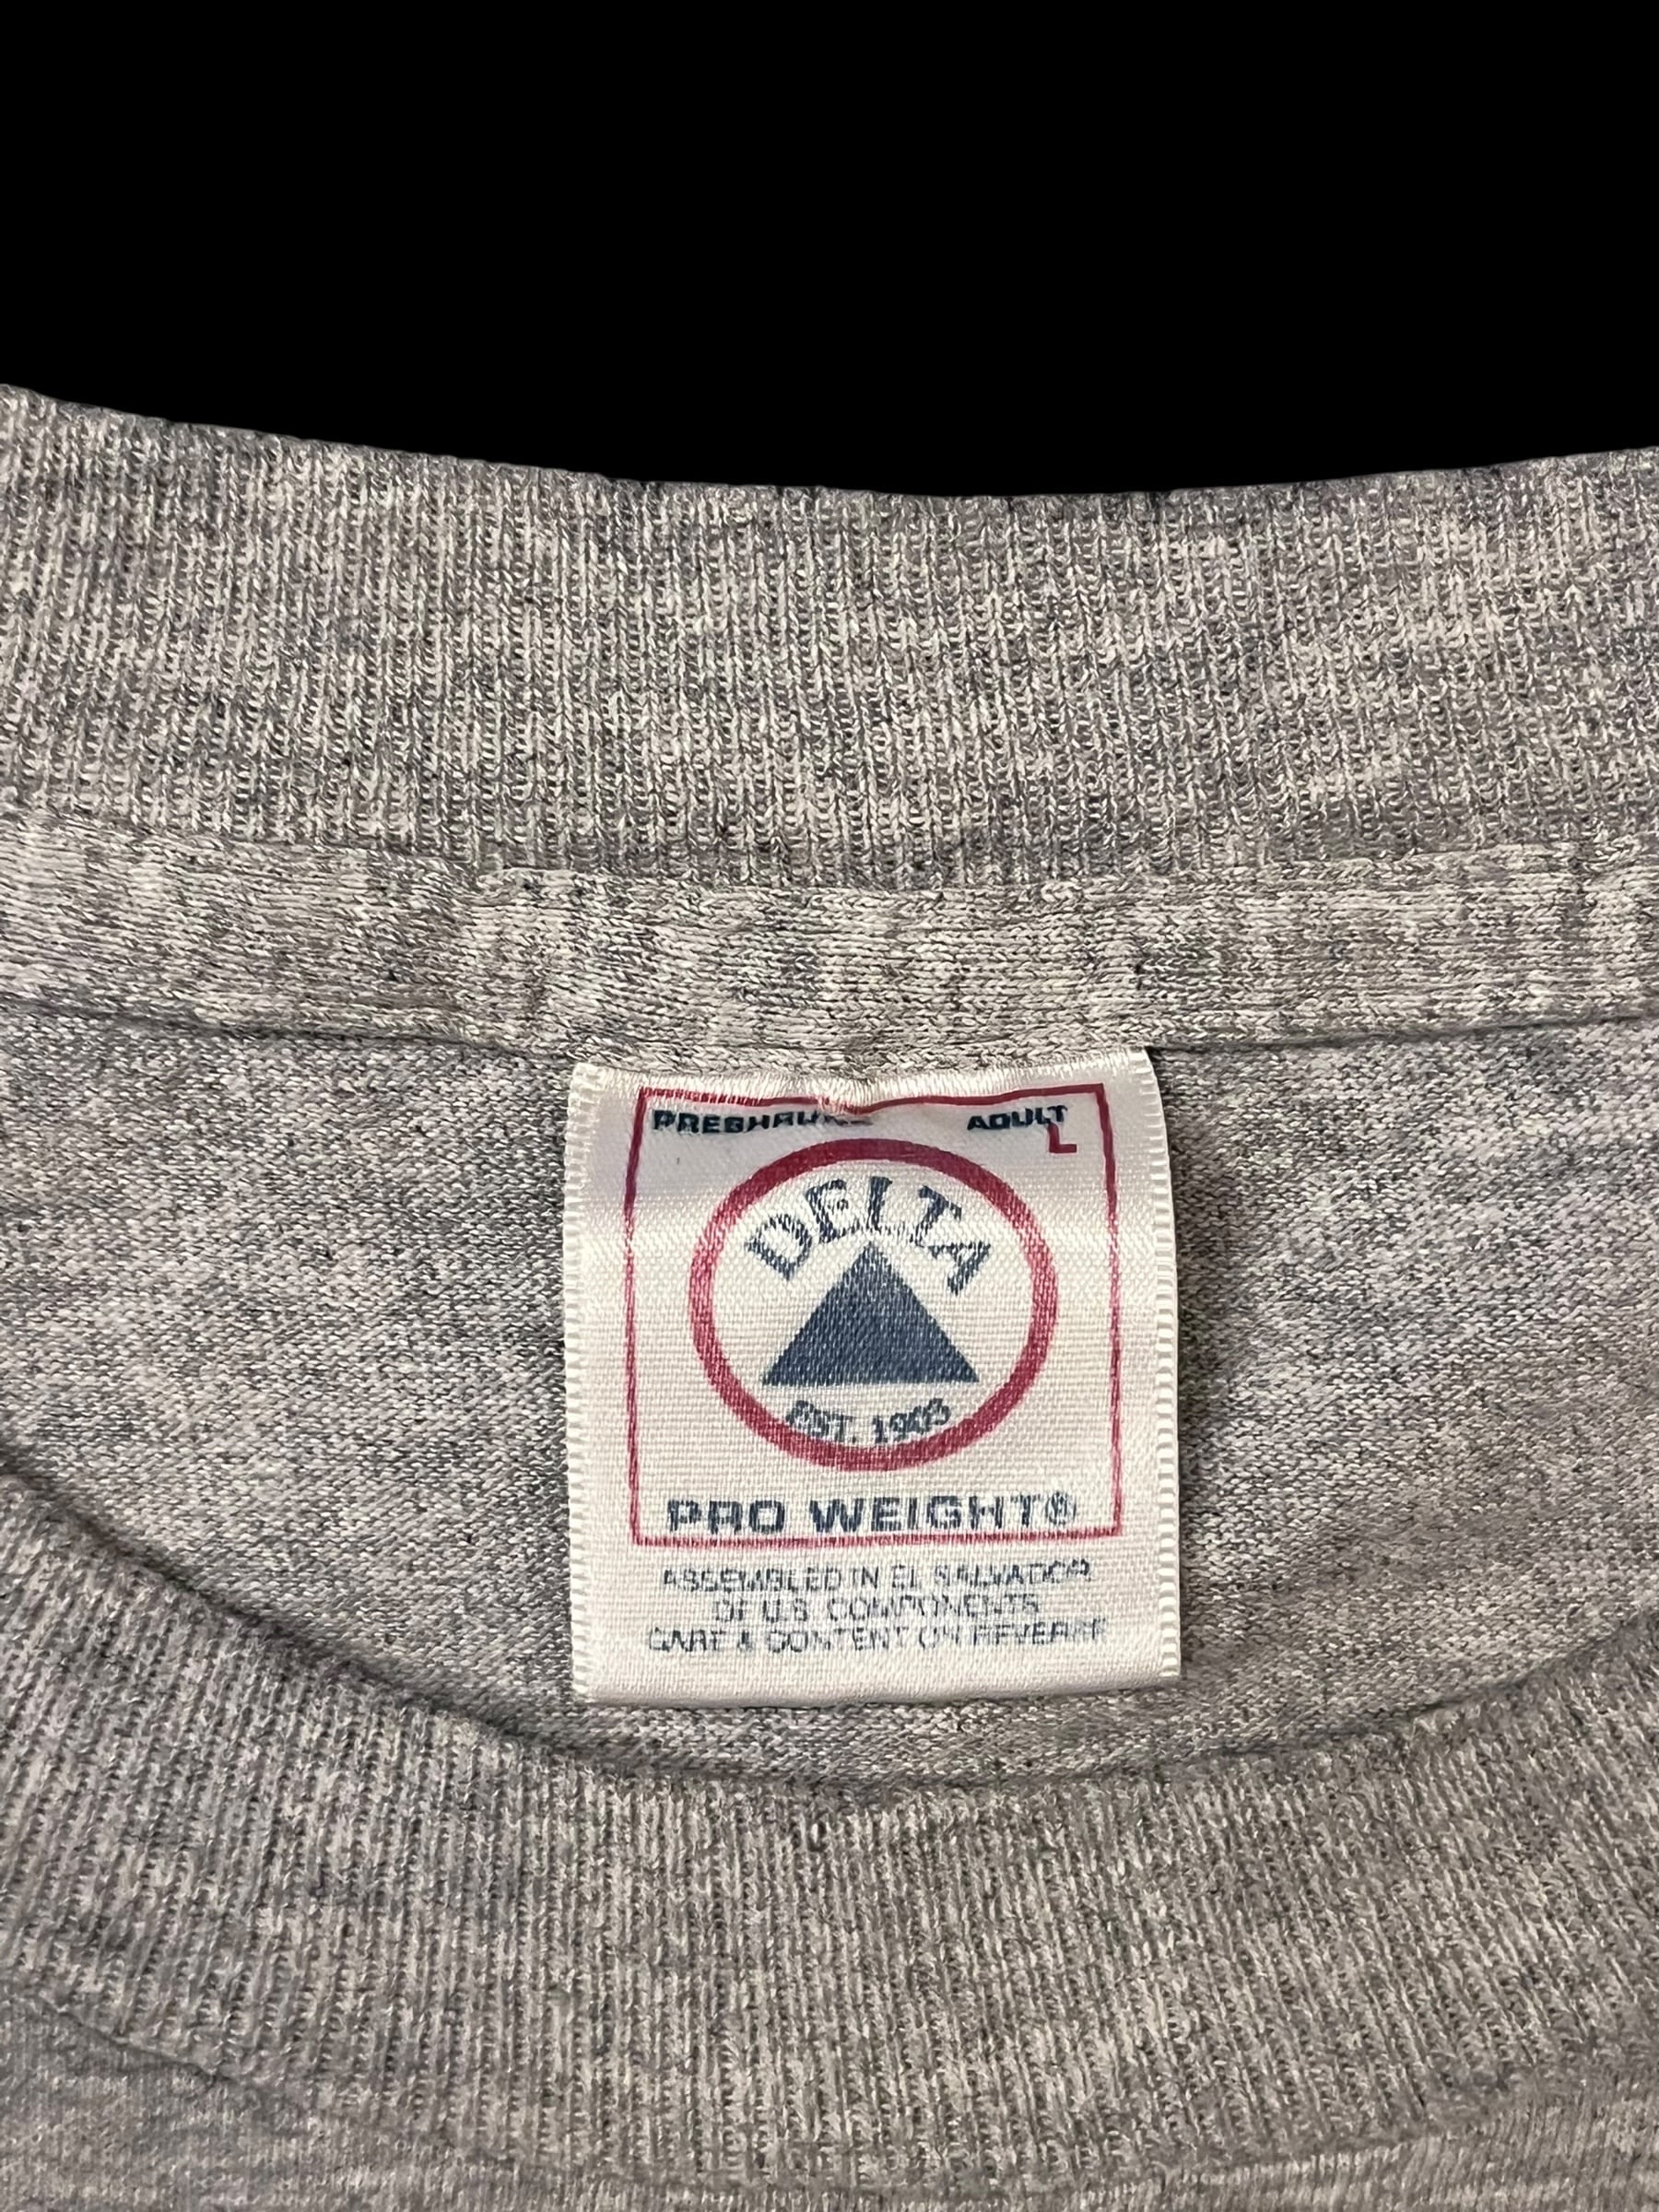 PRESHRUNK ADULT
L
DELTA
EST. 1903
PRO WEIGHT®
ASSEMBLED IN EL SALVADOR
OF U.S. COMPONENTS
CARE & CONTENT ON REVERSE